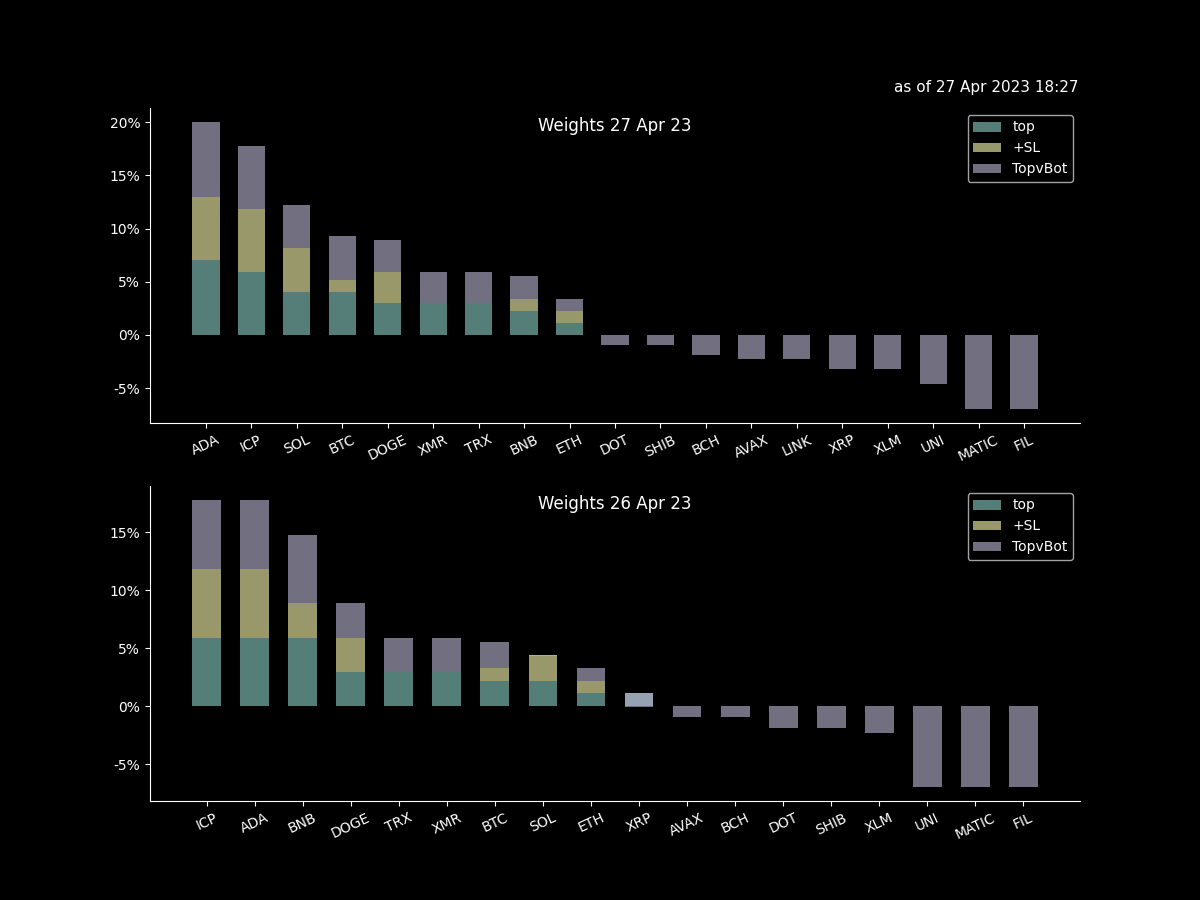 as of 27 Apr 2023 18:27
Weights 27 Apr 23
top
+SL
TopvBot
20%
15%
10%
5%
0%
-5%
ADA ICP SOL BTC DOGE XMR TRX BNB ETH DOT SHIB BCH AVAX LINK XRP XLM UNI MATIC FIL
Weights 26 Apr 23
top
+SL
TopvBot
15%
10%
5%
0%
-5%
ICP ADA BNB DOGE TRX XMR BTC SOL ETH XRP AVAX BCH DOT SHIB XLM UNI MATIC FIL